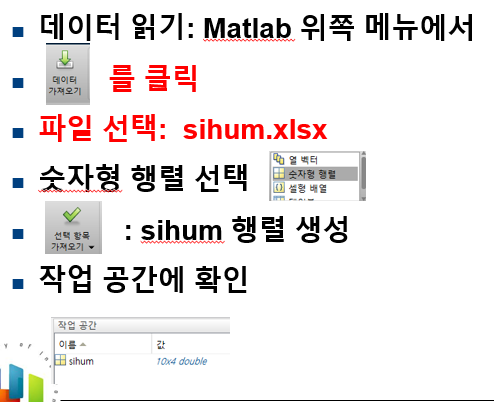 데이터 읽기: Matlab 위쪽 메뉴에서
데이터 가져오기 를 클릭
파일 선택: sihum.xlsx
숫자형 행렬 선택
열 벡터
숫자형 행렬
셀형 배열
선택 항목 가져오기 : sihum 행렬 생성
작업 공간에 확인
작업 공간
이름 값
sihum 10x4 double